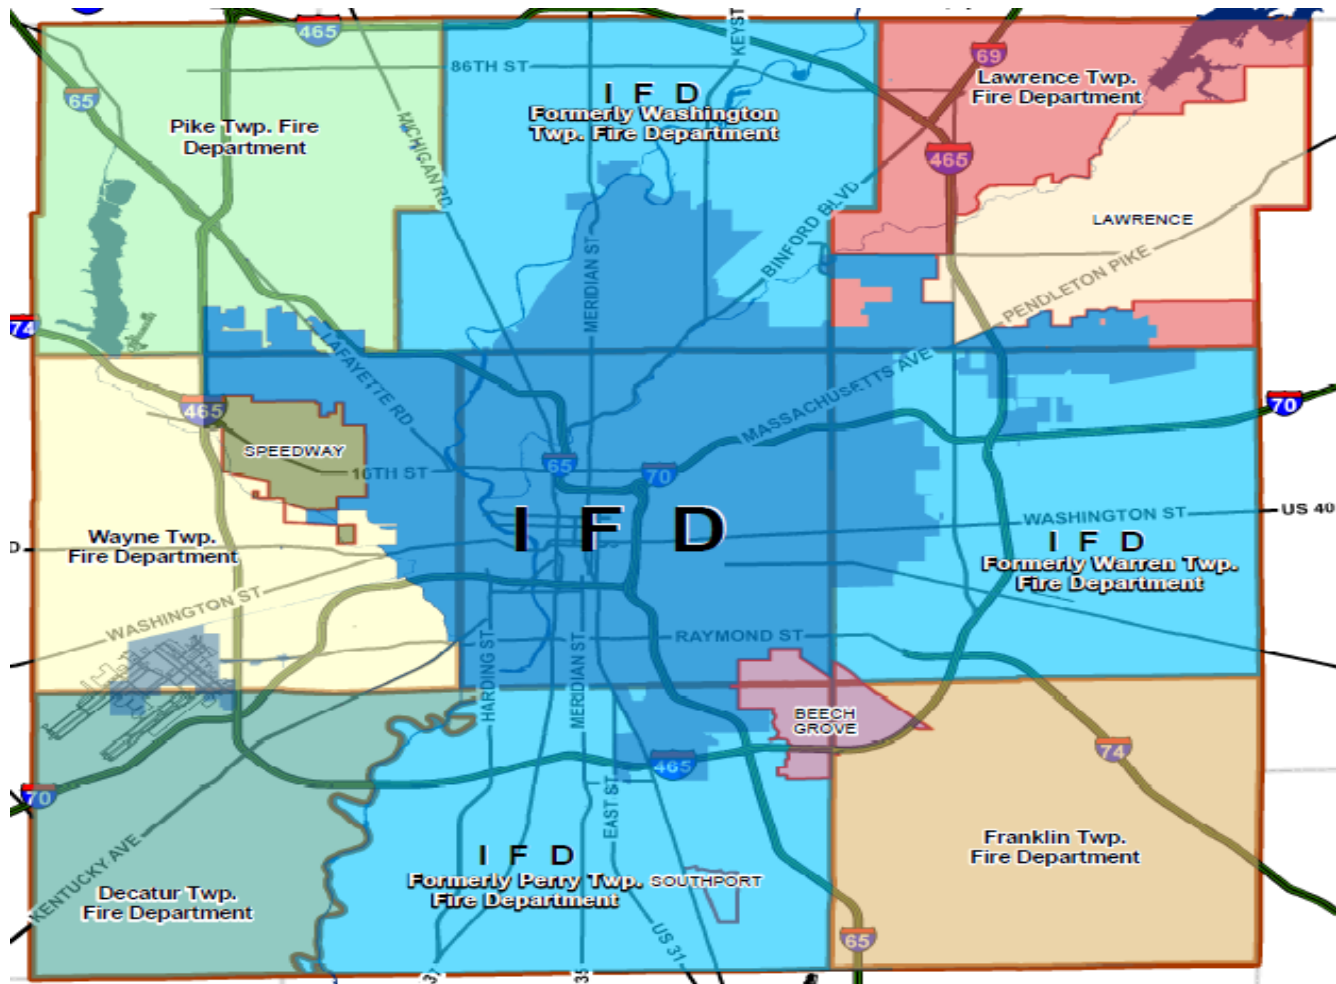 465
KEYST
86TH ST
69
65
I F D
Lawrence Twp.
Fire Department
Formerly Washington
Twp. Fire Department
Pike Twp. Fire
Department
MICHIGAN RD
465
BINFORD BLVD
LAWRENCE
MERIDIAN ST
PENDLETON PIKE
74
LAFAYETTE RD
MASSACHUSETTS AVE
465
70
SPEEDWAY
16TH ST
65
70
I F D
US 40
WASHINGTON ST
Wayne Twp.
Fire Department
D
I F D
Formerly Warren Twp.
Fire Department
WASHINGTON ST
RAYMOND ST
HARDING ST
MERIDIAN ST
BEECH
GROVE
74
465
70
EAST ST
Franklin Twp.
Fire Department
I F D
Formerly Perry Twp.
Fire Department
SOUTHPORT
KENTUCKY AVE
Decatur Twp.
Fire Department
US 31
65
37